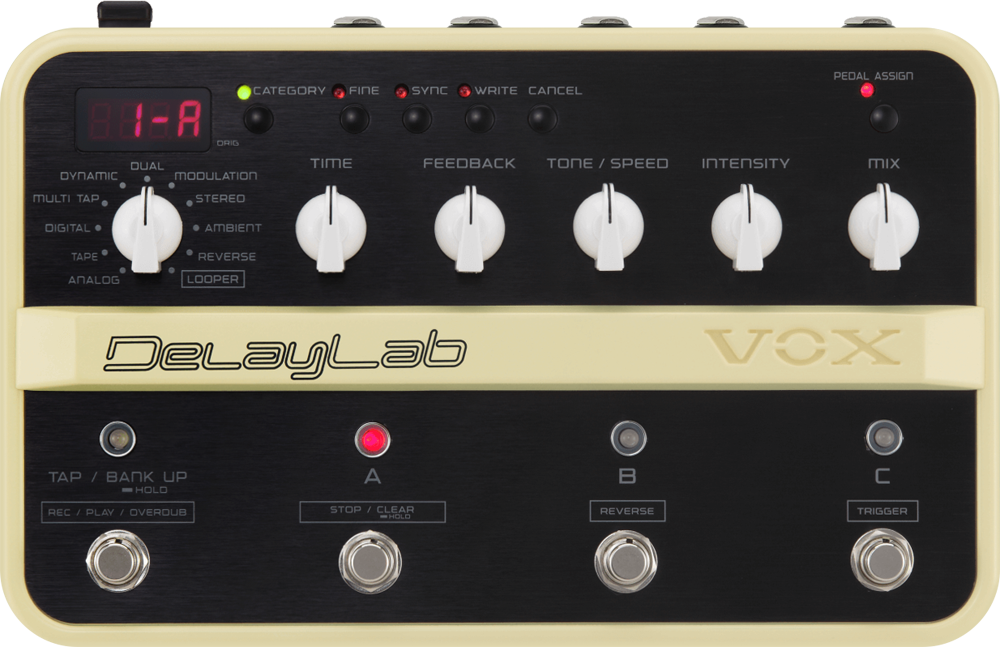 PEDAL ASSIGN
CATEGORY FINE SYNC WRITE CANCEL
1-A
ORIG
DUAL
DYNAMIC MODULATION
MULTI TAP STEREO
DIGITAL AMBIENT
TAPE REVERSE
ANALOG LOOPER
TIME FEEDBACK TONE / SPEED INTENSITY MIX
DELAYLAB VOX
TAP / BANK UP A B C
HOLD
REC / PLAY / OVERDUB STOP / CLEAR REVERSE TRIGGER
HOLD